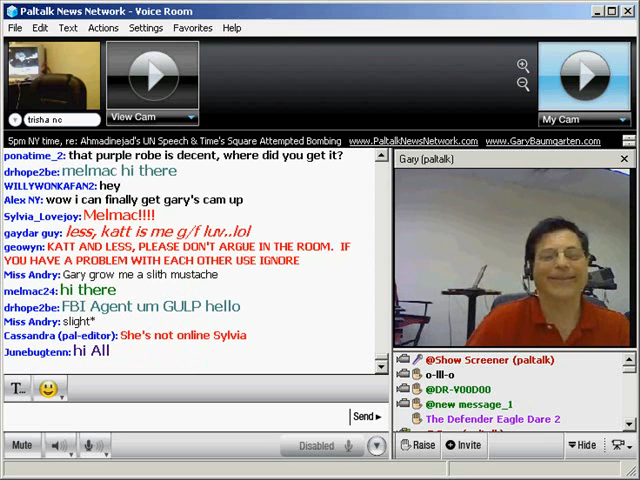 Paltalk News Network - Voice Room
File Edit Text Actions Settings Favorites Help
trisha nc
View Cam
My Cam
5pm NY time, re: Ahmadinejad's UN Speech & Time's Square Attempted Bombing www.PaltalkNewsNetwork.com www.GaryBaumgarten.com
ponatime_2: that purple robe is decent, where did you get it?
drhope2be: melmac hi there
WILLYWONKAFAN2: hey
Alex NY: wow i can finally get gary's cam up
Sylvia_Lovejoy: Melmac!!!!
gaydar guy: less, katt is me g/f luv..lol
geowyn: KATT AND LESS, PLEASE DON'T ARGUE IN THE ROOM. IF
YOU HAVE A PROBLEM WITH EACH OTHER USE IGNORE
Miss Andry: Gary grow me a slith mustache
melmac24: hi there
drhope2be: FBI Agent um GULP hello
Miss Andry: slight*
Cassandra (pal-editor): She's not online Sylvia
Junebugtenn: hi All
T...
Send
Mute
Disabled
Gary (paltalk)
@Show Screener (paltalk)
o-III-o
@DR-V00D00
@new message_1
The Defender Eagle Dare 2
Raise Invite Hide